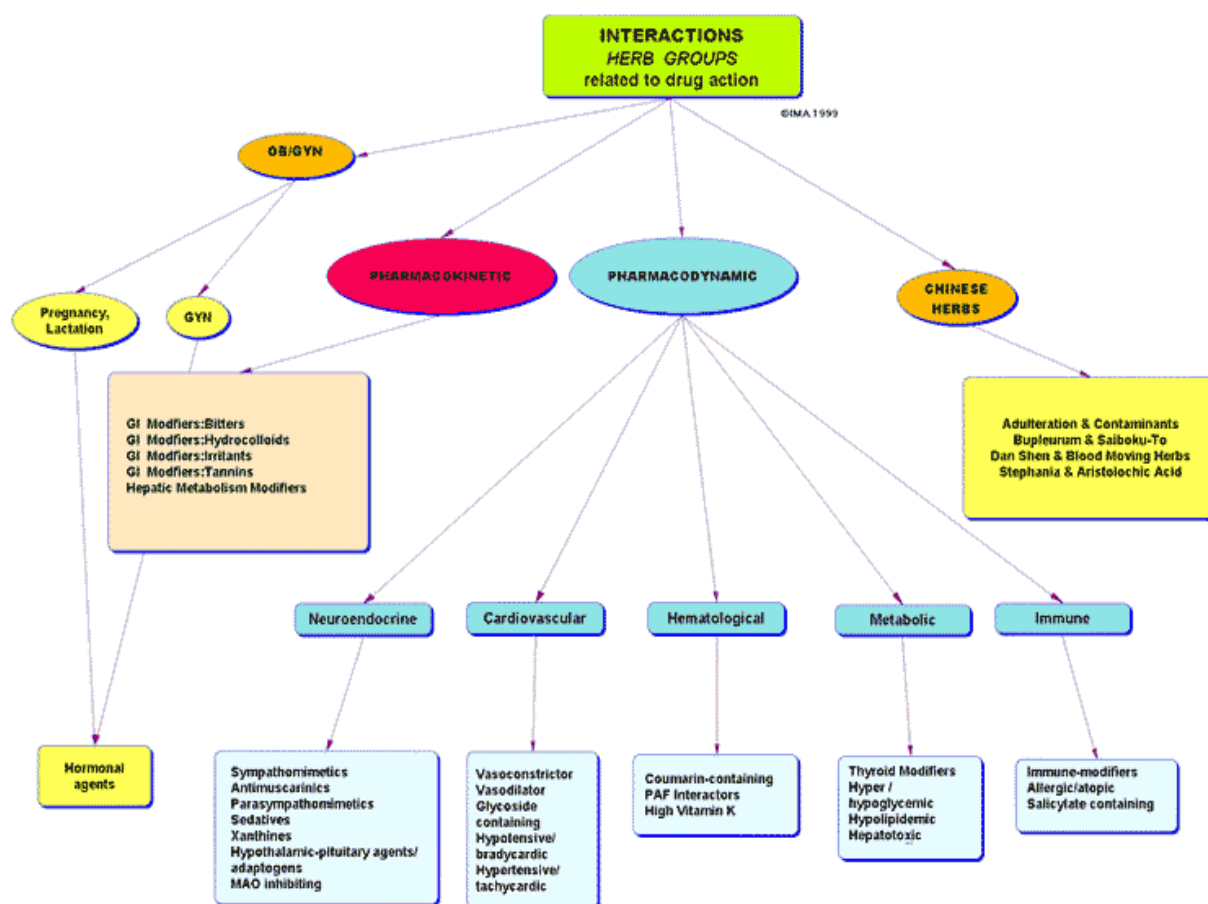 INTERACTIONS
HERB GROUPS
related to drug action
©IMA 1999
OB/GYN
PHARMACOKINETIC
PHARMACODYNAMIC
CHINESE
HERBS
Pregnancy,
Lactation
GYN
GI Modfiers:Bitters
GI Modfiers:Hydrocolloids
GI Modfiers:Irritants
GI Modfiers:Tannins
Hepatic Metabolism Modifiers
Adulteration & Contaminants
Bupleurum & Saiboku-To
Dan Shen & Blood Moving Herbs
Stephania & Aristolochic Acid
Neuroendocrine
Cardiovascular
Hematological
Metabolic
Immune
Hormonal
agents
Sympathomimetics
Antimuscarinics
Parasympathomimetics
Sedatives
Xanthines
Hypothalamic-pituitary agents/
adaptogens
MAO inhibiting
Vasoconstrictor
Vasodilator
Glycoside
containing
Hypotensive/
bradycardic
Hypertensive/
tachycardic
Coumarin-containing
PAF Interactors
High Vitamin K
Thyroid Modifiers
Hyper /
hypoglycemic
Hypolipidemic
Hepatotoxic
Immune-modifiers
Allergic/atopic
Salicylate containing